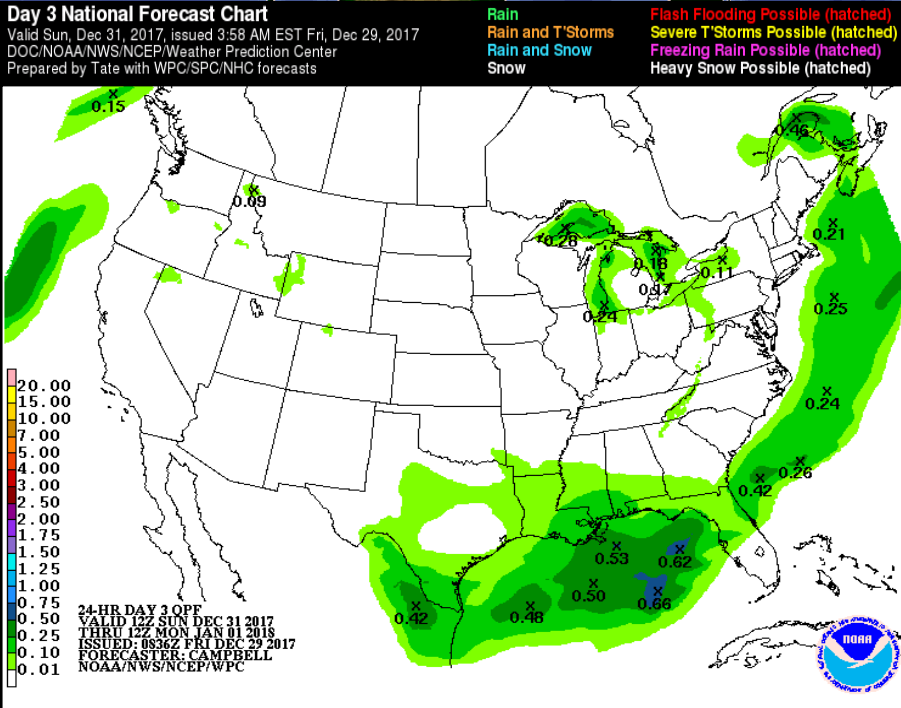 Day 3 National Forecast Chart
Valid Sun, Dec 31, 2017, issued 3:58 AM EST Fri, Dec 29, 2017
DOC/NOAA/NWS/NCEP/Weather Prediction Center
Prepared by Tate with WPC/SPC/NHC forecasts
Rain
Rain and T'Storms
Rain and Snow
Snow
Flash Flooding Possible (hatched)
Severe T'Storms Possible (hatched)
Freezing Rain Possible (hatched)
Heavy Snow Possible (hatched)
0.15
0.46
0.09
0.21
0.28
0.18
0.11
0.17
0.25
0.24
0.24
0.26
0.42
0.53
0.62
0.50
0.66
0.42
0.48
20.00
15.00
10.00
7.00
5.00
4.00
3.00
2.50
2.00
1.75
1.50
1.25
1.00
0.75
0.50
0.25
0.10
0.01
24-HR DAY 3 QPF
VALID 12Z SUN DEC 31 2017
THRU 12Z MON JAN 01 2018
ISSUED: 0836Z FRI DEC 29 2017
FORECASTER: CAMPBELL
NOAA/NWS/NCEP/WPC
NOAA